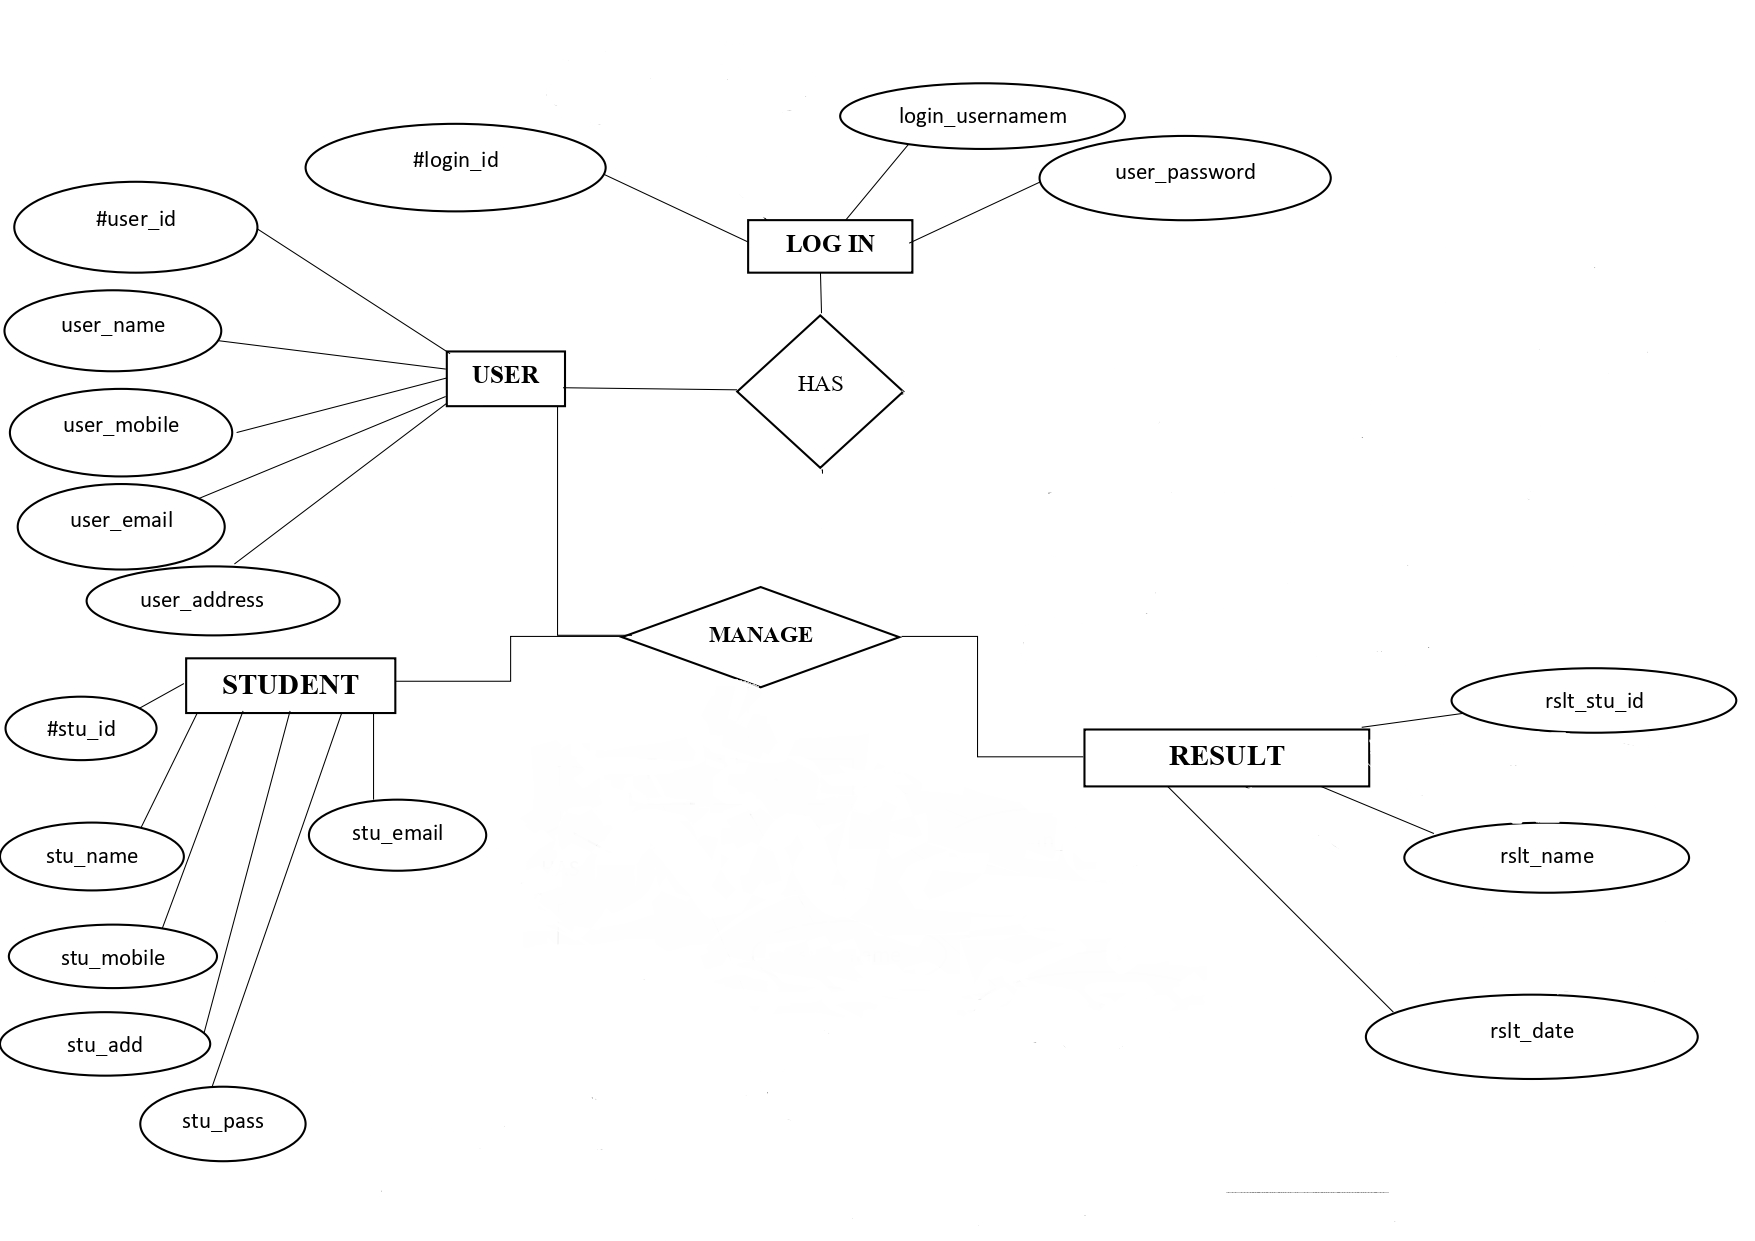 login_usernamem
#login_id
user_password
#user_id
LOG IN
user_name
USER
HAS
user_mobile
user_email
user_address
MANAGE
STUDENT
#stu_id
rslt_stu_id
RESULT
stu_email
stu_name
rslt_name
stu_mobile
stu_add
rslt_date
stu_pass